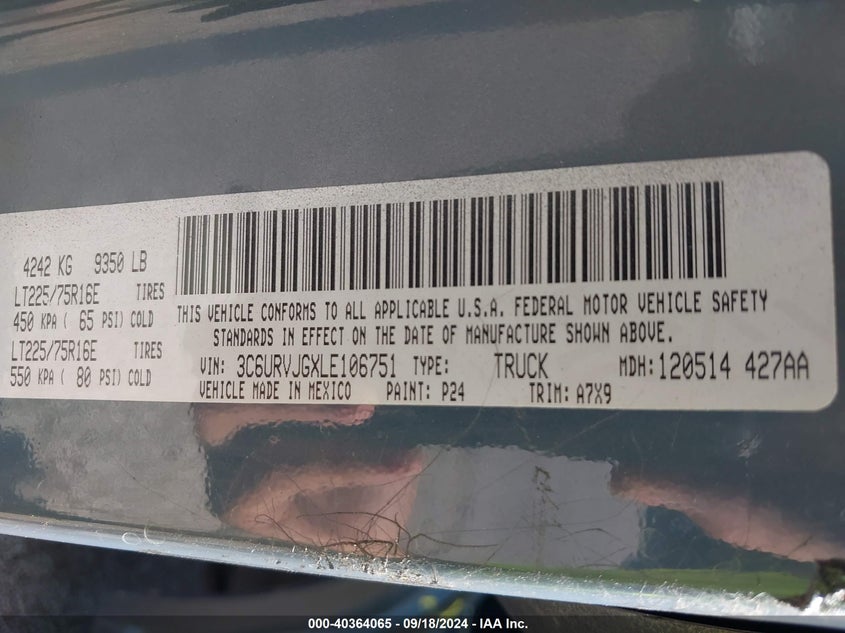 4242 KG 9350 LB
LT225/75R16E TIRES
450 KPA ( 65 PSI) COLD
LT225/75R16E TIRES
550 KPA ( 80 PSI) COLD
THIS VEHICLE CONFORMS TO ALL APPLICABLE U.S.A. FEDERAL MOTOR VEHICLE SAFETY
STANDARDS IN EFFECT ON THE DATE OF MANUFACTURE SHOWN ABOVE.
VIN: 3C6URVJGXLE106751 TYPE: TRUCK MDH: 120514 427AA
VEHICLE MADE IN MEXICO PAINT: P24 TRIM: A7X9
000-40364065 - 09/18/2024 - IAA Inc.